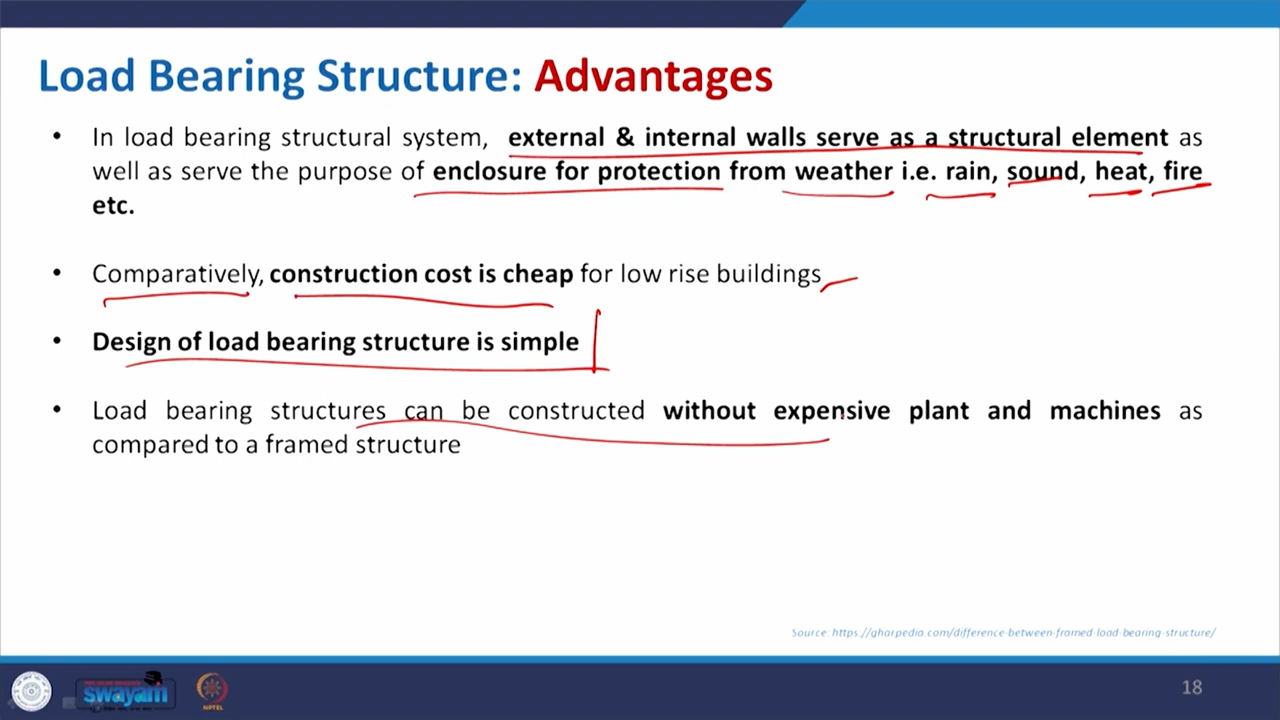 Load Bearing Structure: Advantages
• In load bearing structural system, external & internal walls serve as a structural element as
well as serve the purpose of enclosure for protection from weather i.e. rain, sound, heat, fire
etc.
• Comparatively, construction cost is cheap for low rise buildings
• Design of load bearing structure is simple
• Load bearing structures can be constructed without expensive plant and machines as
compared to a framed structure
Source: https://gharpedia.com/difference-between-framed-load-bearing-structure/
swayam
NPTEL
18